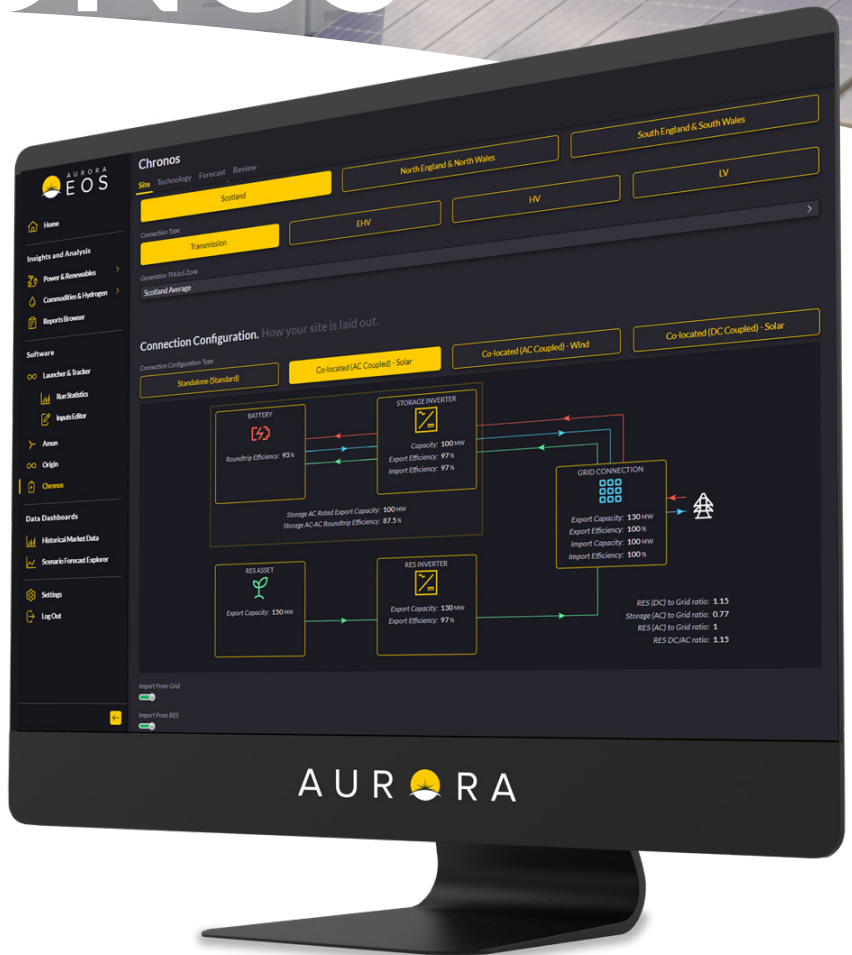 AURORA
EOS
Home
Insights and Analysis
Power & Renewables
Commodities & Hydrogen
Reports Browser
Software
Launcher & Tracker
Run Statistics
Inputs Editor
Amun
Origin
Chronos
Data Dashboards
Historical Market Data
Scenario Forecast Explorer
Settings
Log Out
Chronos
Site Technology Forecast Review
Scotland North England & North Wales South England & South Wales
Connection Type
Transmission EHV HV LV
Generation TNUoS Zone
Scotland Average
Connection Configuration. How your site is laid out.
Connection Configuration Type
Standalone (Standard) Co-located (AC Coupled) - Solar Co-located (AC Coupled) - Wind Co-located (DC Coupled) - Solar
BATTERY
Roundtrip Efficiency: 93 %
STORAGE INVERTER
Capacity: 100 MW
Export Efficiency: 97 %
Import Efficiency: 97 %
Storage AC Rated Export Capacity: 100 MW
Storage AC-AC Roundtrip Efficiency: 87.5 %
GRID CONNECTION
Export Capacity: 130 MW
Export Efficiency: 100 %
Import Capacity: 100 MW
Import Efficiency: 100 %
RES ASSET
Export Capacity: 150 MW
RES INVERTER
Export Capacity: 130 MW
Export Efficiency: 97 %
RES (DC) to Grid ratio: 1.15
Storage (AC) to Grid ratio: 0.77
RES (AC) to Grid ratio: 1
RES DC/AC ratio: 1.15
Import From Grid
Import From RES
AURORA